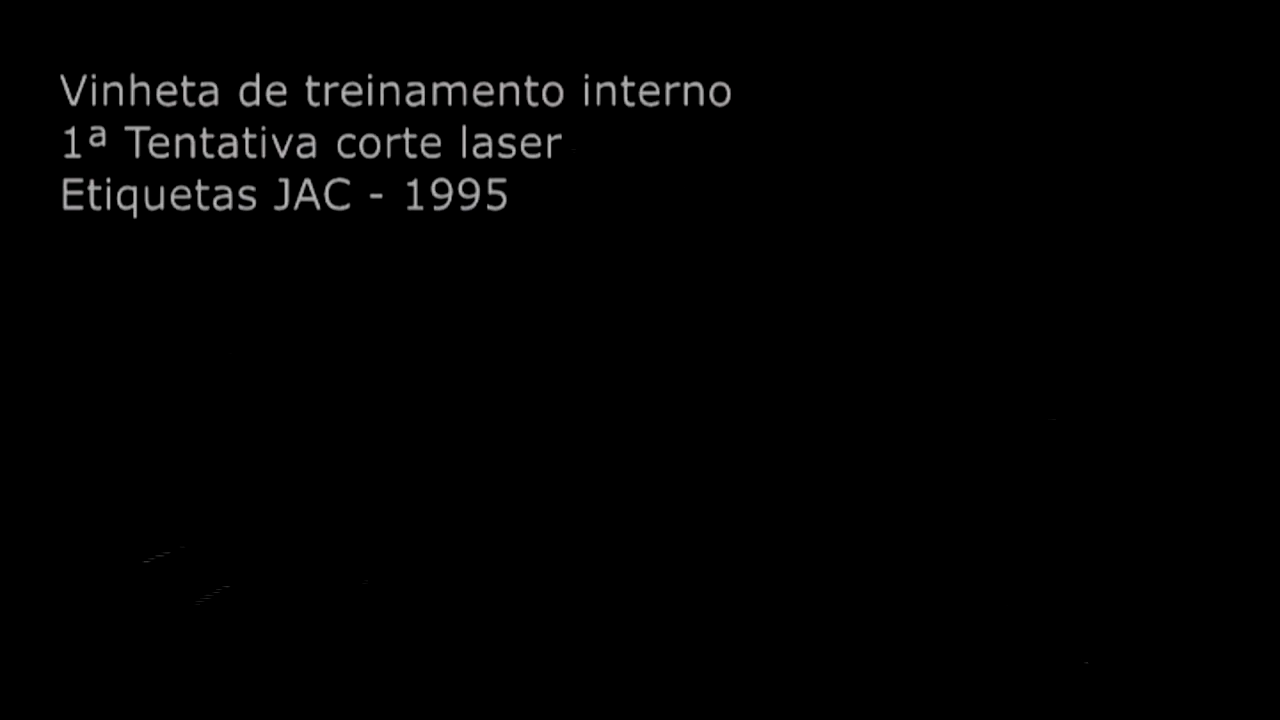 Vinheta de treinamento interno
1ª Tentativa corte laser
Etiquetas JAC - 1995